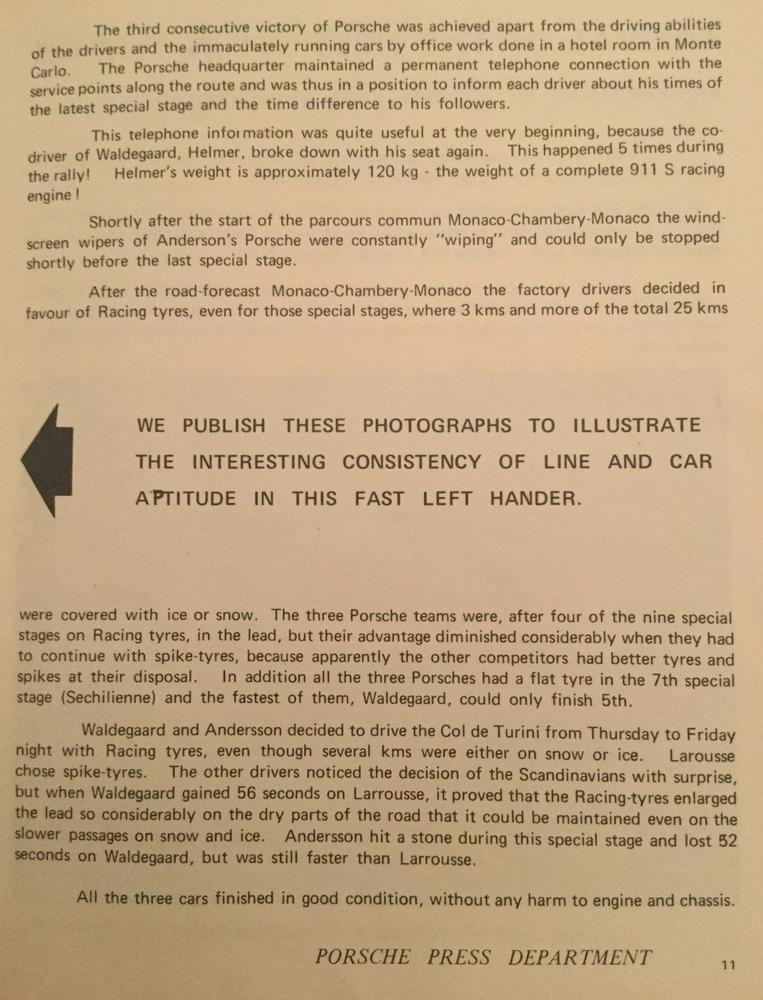 The third consecutive victory of Porsche was achieved apart from the driving abilities
of the drivers and the immaculately running cars by office work done in a hotel room in Monte
Carlo. The Porsche headquarter maintained a permanent telephone connection with the
service points along the route and was thus in a position to inform each driver about his times of
the latest special stage and the time difference to his followers.
This telephone information was quite useful at the very beginning, because the co-
driver of Waldegaard, Helmer, broke down with his seat again. This happened 5 times during
the rally! Helmer's weight is approximately 120 kg - the weight of a complete 911 S racing
engine !
Shortly after the start of the parcours commun Monaco-Chambery-Monaco the wind-
screen wipers of Anderson's Porsche were constantly "wiping" and could only be stopped
shortly before the last special stage.
After the road-forecast Monaco-Chambery-Monaco the factory drivers decided in
favour of Racing tyres, even for those special stages, where 3 kms and more of the total 25 kms
WE PUBLISH THESE PHOTOGRAPHS TO ILLUSTRATE
THE INTERESTING CONSISTENCY OF LINE AND CAR
APTITUDE IN THIS FAST LEFT HANDER.
were covered with ice or snow. The three Porsche teams were, after four of the nine special
stages on Racing tyres, in the lead, but their advantage diminished considerably when they had
to continue with spike-tyres, because apparently the other competitors had better tyres and
spikes at their disposal. In addition all the three Porsches had a flat tyre in the 7th special
stage (Sechilienne) and the fastest of them, Waldegaard, could only finish 5th.
Waldegaard and Andersson decided to drive the Col de Turini from Thursday to Friday
night with Racing tyres, even though several kms were either on snow or ice. Larousse
chose spike-tyres. The other drivers noticed the decision of the Scandinavians with surprise,
but when Waldegaard gained 56 seconds on Larrousse, it proved that the Racing-tyres enlarged
the lead so considerably on the dry parts of the road that it could be maintained even on the
slower passages on snow and ice. Andersson hit a stone during this special stage and lost 52
seconds on Waldegaard, but was still faster than Larrousse.
All the three cars finished in good condition, without any harm to engine and chassis.
PORSCHE PRESS DEPARTMENT
11